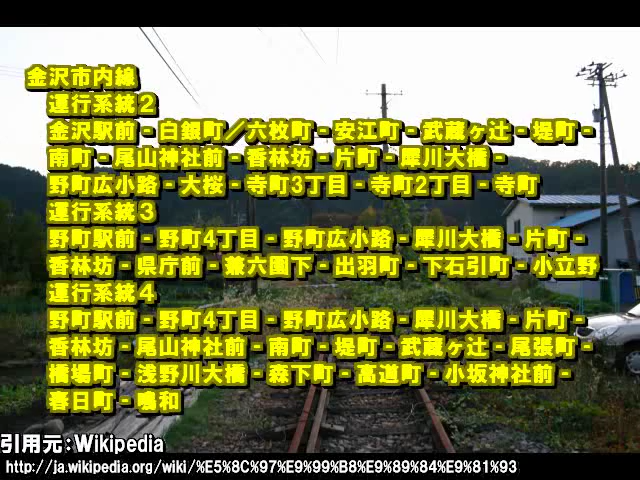 金沢市内線
運行系統２
金沢駅前－白銀町／六枚町－安江町－武蔵ヶ辻－堤町－
南町－尾山神社前－香林坊－片町－犀川大橋－
野町広小路－大桜－寺町3丁目－寺町2丁目－寺町
運行系統３
野町駅前－野町4丁目－野町広小路－犀川大橋－片町－
香林坊－県庁前－兼六園下－出羽町－下石引町－小立野
運行系統４
野町駅前－野町4丁目－野町広小路－犀川大橋－片町－
香林坊－尾山神社前－南町－堤町－武蔵ヶ辻－尾張町－
橋場町－浅野川大橋－森下町－高道町－小坂神社前－
春日町－鳴和
引用元：Wikipedia
http://ja.wikipedia.org/wiki/%E5%8C%97%E9%99%B8%E9%89%84%E9%81%93